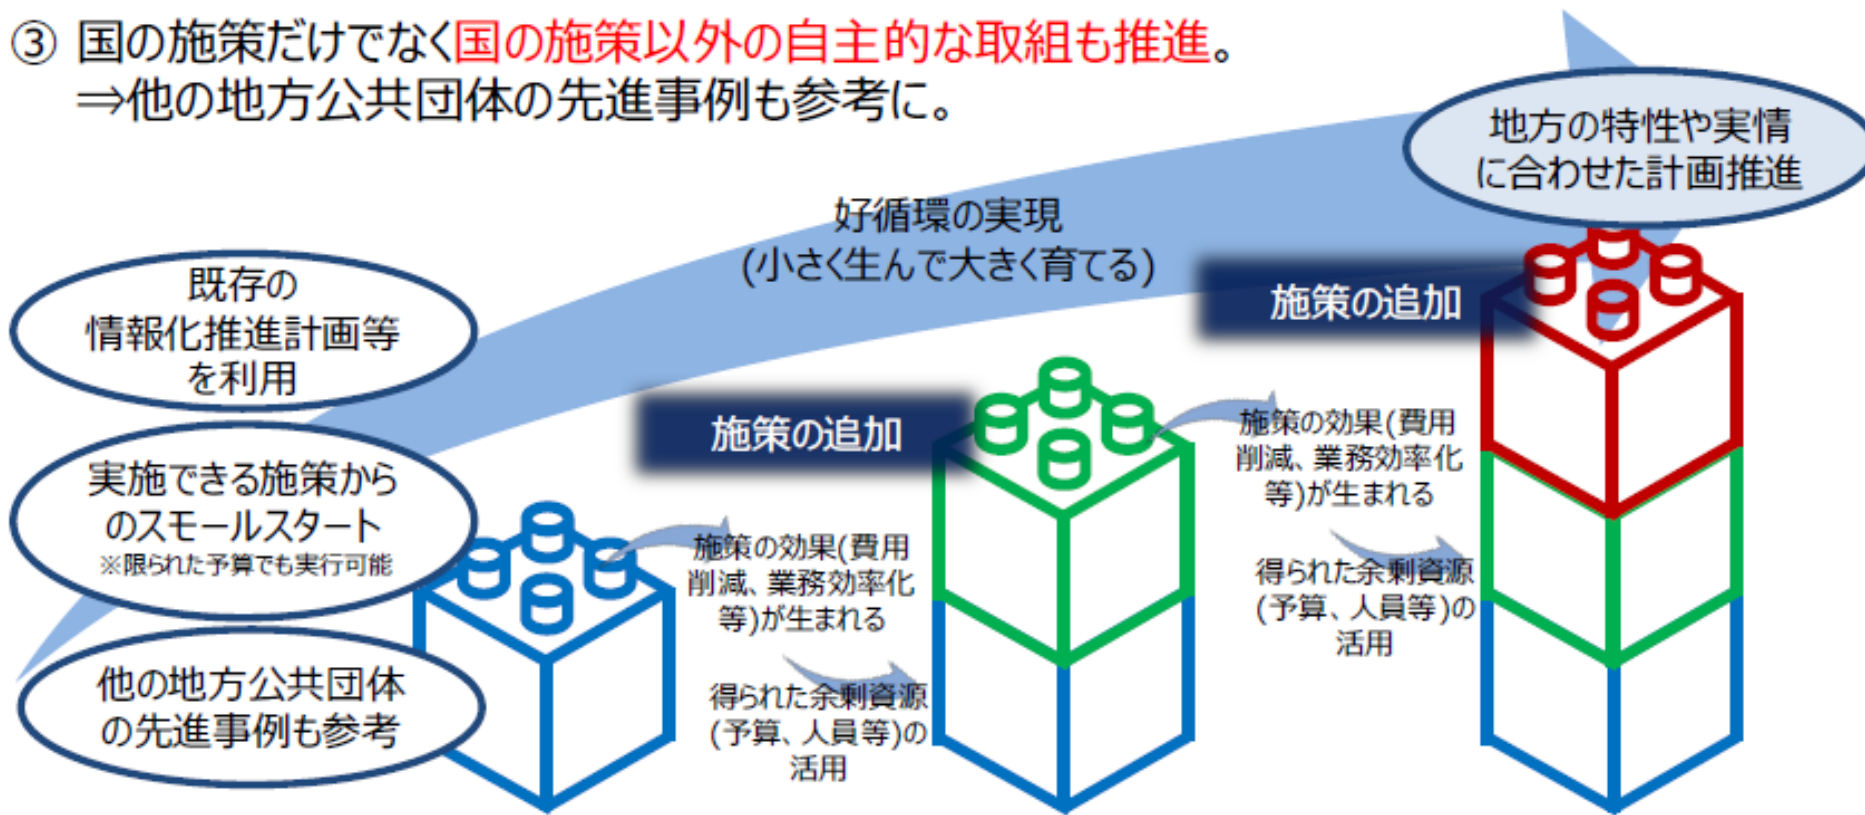 ③ 国の施策だけでなく国の施策以外の自主的な取組も推進。
⇒他の地方公共団体の先進事例も参考に。
地方の特性や実情
に合わせた計画推進
好循環の実現
(小さく生んで大きく育てる)
既存の
情報化推進計画等
を利用
施策の追加
施策の追加
実施できる施策から
のスモールスタート
※限られた予算でも実行可能
施策の効果(費用
削減、業務効率化
等)が生まれる
施策の効果(費用
削減、業務効率化
等)が生まれる
得られた余剰資源
(予算、人員等)の
活用
他の地方公共団体
の先進事例も参考
得られた余剰資源
(予算、人員等)の
活用